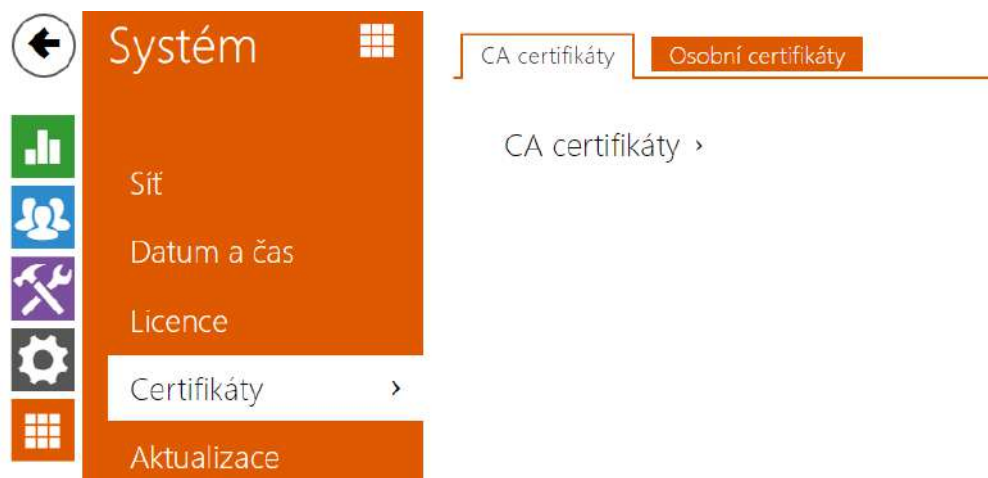 Systém
Síť
Datum a čas
Licence
Certifikáty
Aktualizace
CA certifikáty
Osobní certifikáty
CA certifikáty ›